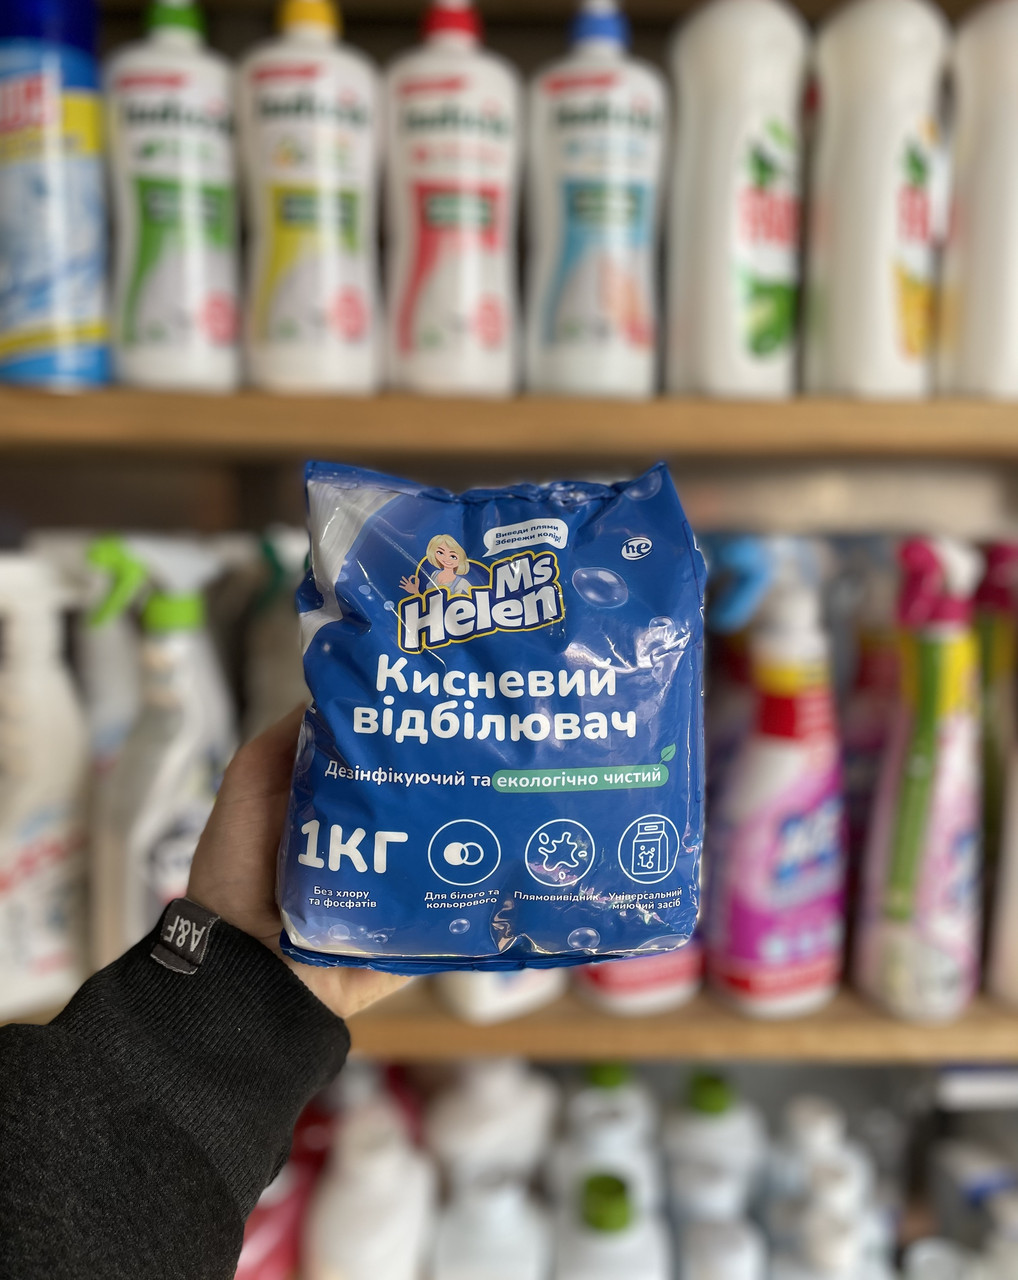 Виведи плями
Збережи колір!
he
Ms
Helen
Кисневий
відбілювач
Дезінфікуючий та екологічно чистий
1КГ
Без хлору
та фосфатів
Для білого та
кольорового
Плямовивідник
Універсальний
миючий засіб
A&F